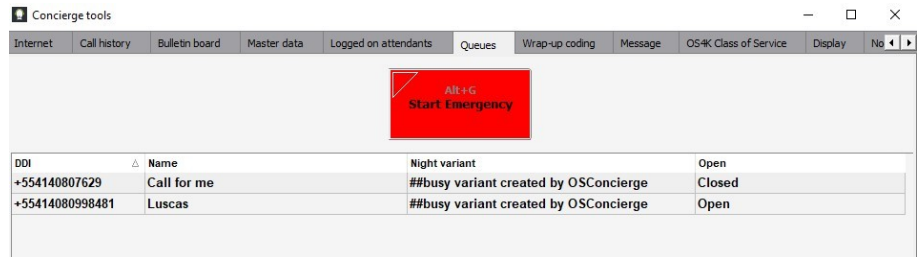 Concierge tools
Internet Call history Bulletin board Master data Logged on attendants Queues Wrap-up coding Message OS4K Class of Service Display No
Alt+G
Start Emergency
DDI Name Night variant Open
+554140807629 Call for me ##busy variant created by OSConcierge Closed
+55414080998481 Luscas ##busy variant created by OSConcierge Open